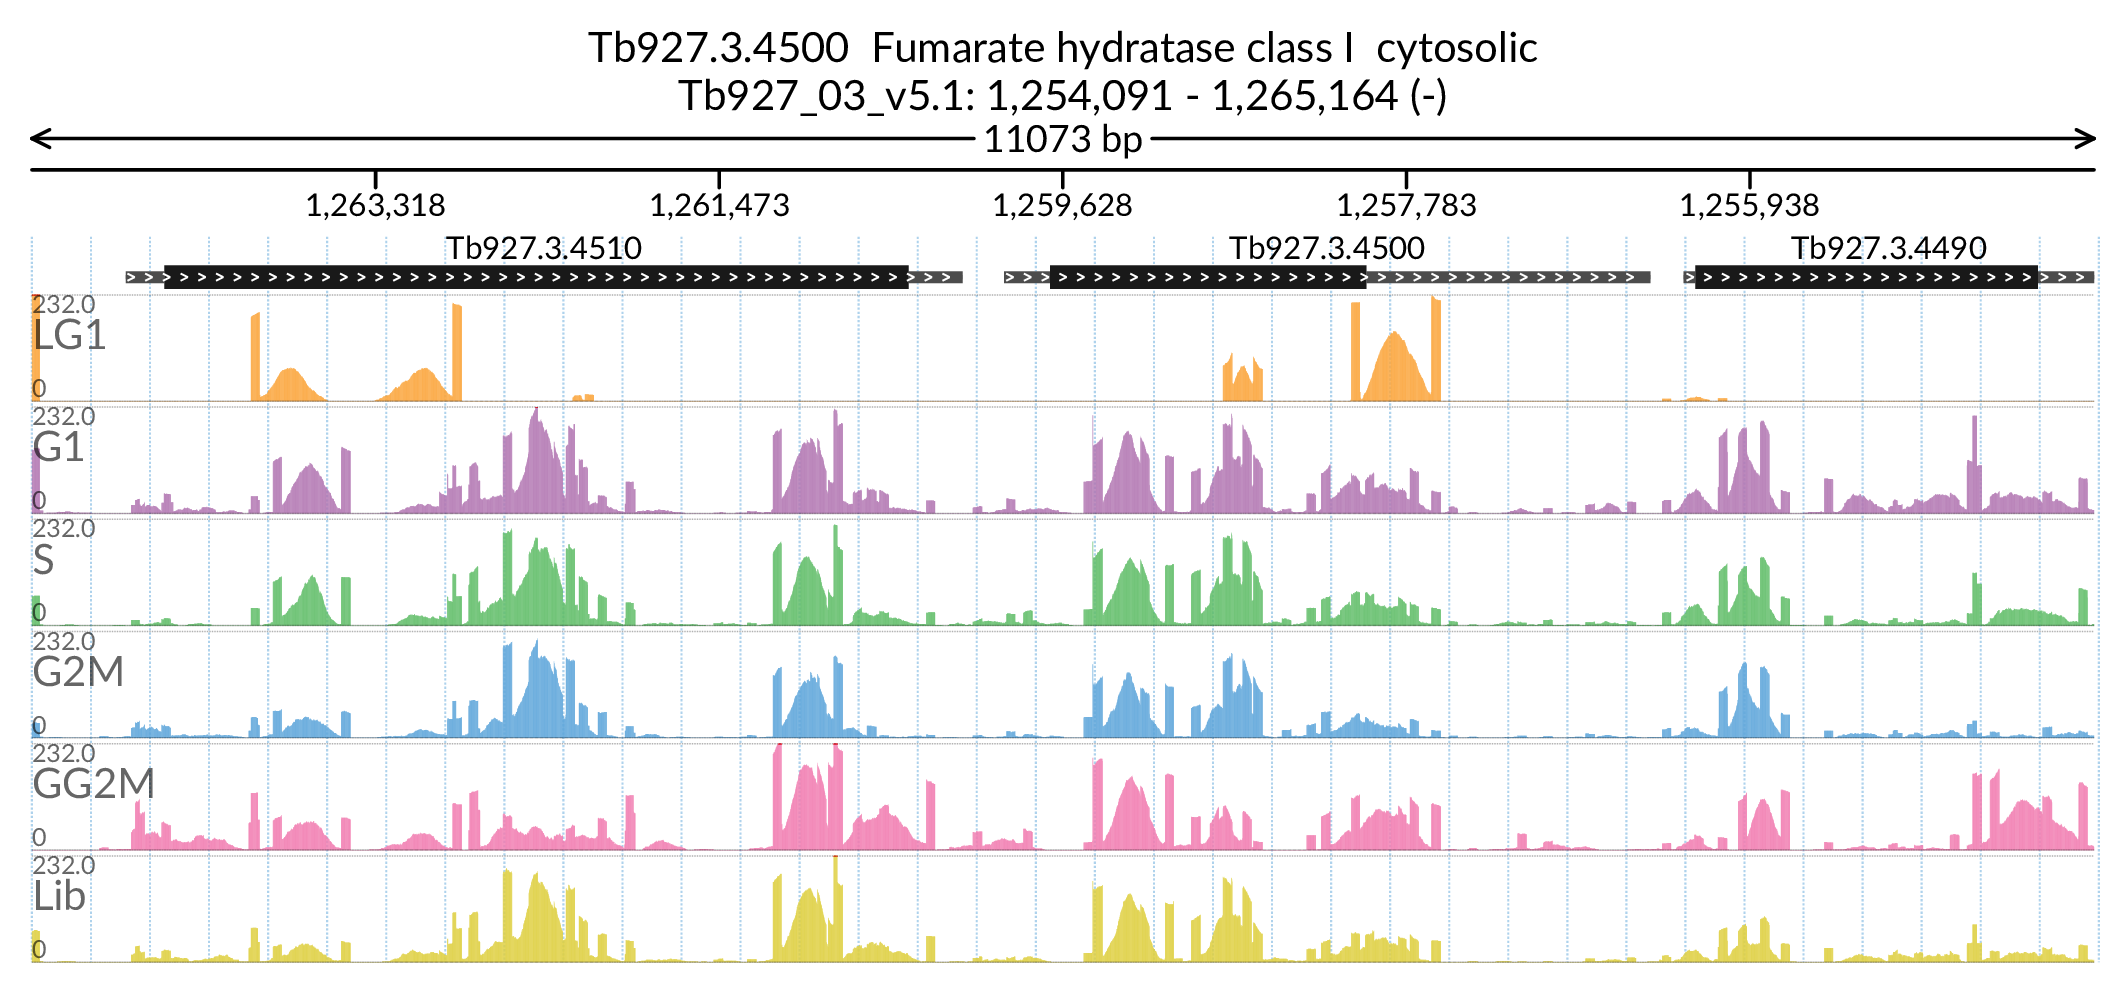 Tb927.3.4500  Fumarate hydratase class I  cytosolic
Tb927_03_v5.1: 1,254,091 - 1,265,164 (-)
11073 bp
1,263,318 1,261,473 1,259,628 1,257,783 1,255,938
Tb927.3.4510 Tb927.3.4500 Tb927.3.4490
232.0
LG1
0
232.0
G1
0
232.0
S
0
232.0
G2M
0
232.0
GG2M
0
232.0
Lib
0